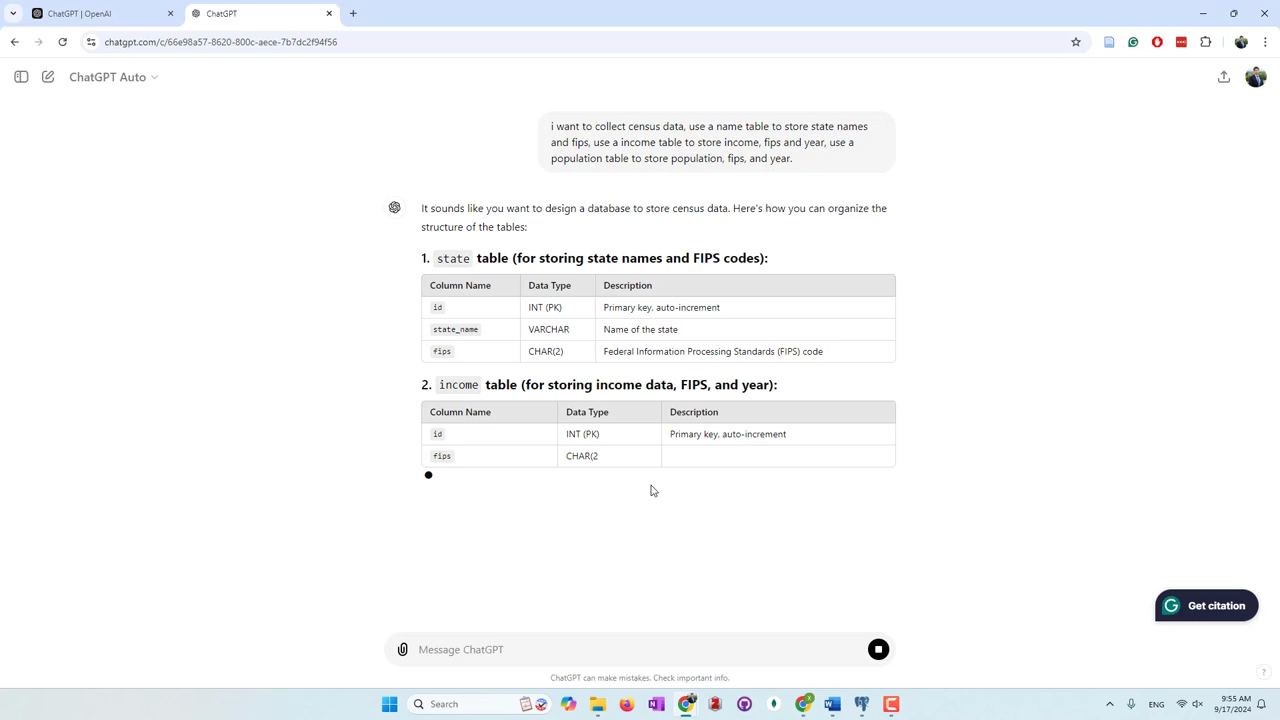 ChatGPT | OpenAI
ChatGPT
chatgpt.com/c/66e98a57-8620-800c-aece-7b7dc2f94f56
ChatGPT Auto
i want to collect census data, use a name table to store state names
and fips, use a income table to store income, fips and year, use a
population table to store population, fips, and year.
It sounds like you want to design a database to store census data. Here's how you can organize the
structure of the tables:
1. state table (for storing state names and FIPS codes):
Column Name Data Type Description
id INT (PK) Primary key, auto-increment
state_name VARCHAR Name of the state
fips CHAR(2) Federal Information Processing Standards (FIPS) code
2. income table (for storing income data, FIPS, and year):
Column Name Data Type Description
id INT (PK) Primary key, auto-increment
fips CHAR(2
Get citation
Message ChatGPT
ChatGPT can make mistakes. Check important info.
?
Search
ENG
9:55 AM
9/17/2024